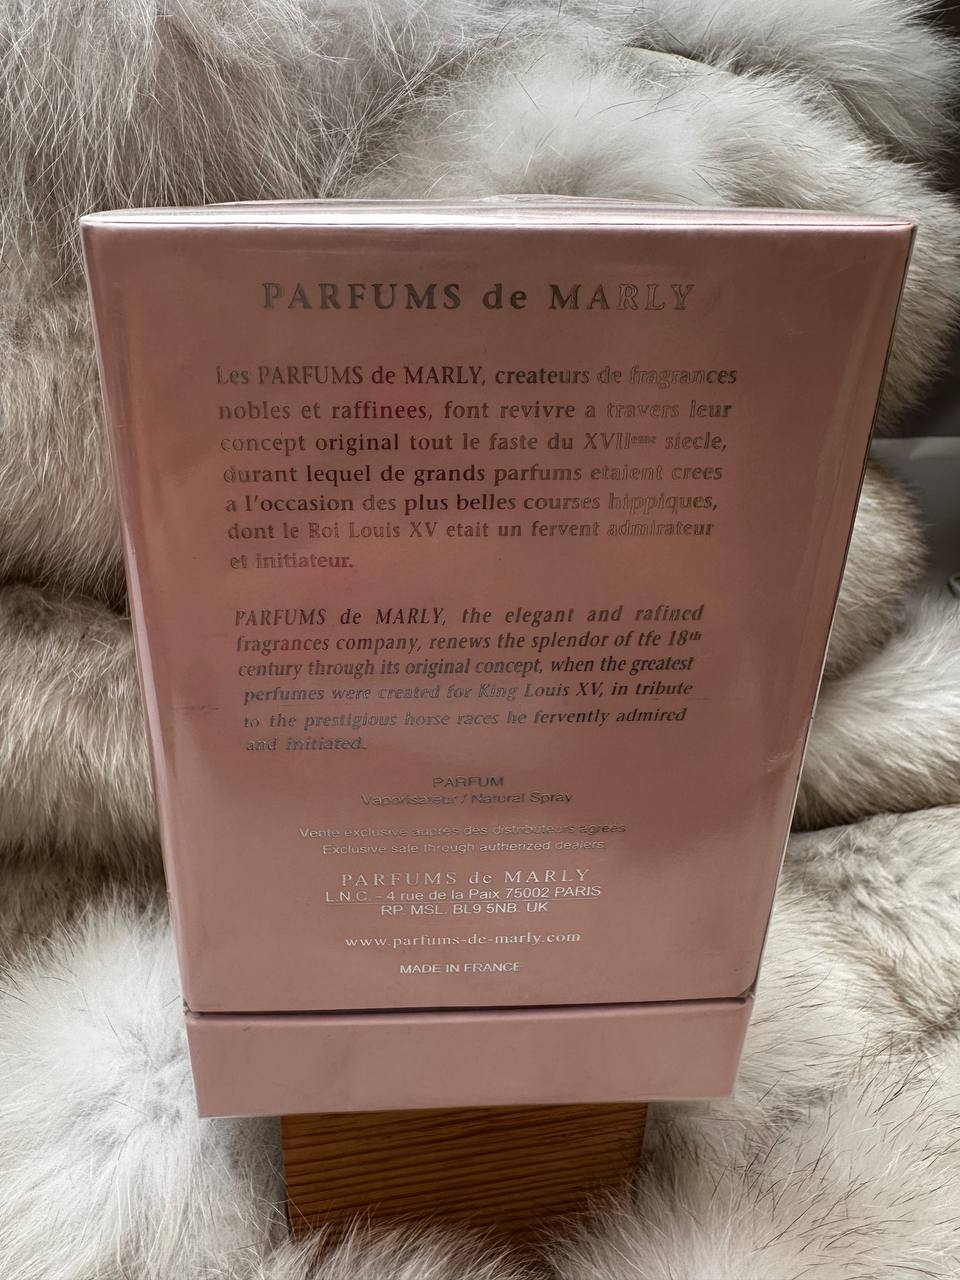 PARFUMS de MARLY
Les PARFUMS de MARLY, createurs de fragrances
nobles et raffinees, font revivre a travers leur
concept original tout le faste du XVIIeme siecle,
durant lequel de grands parfums etaient crees
a l'occasion des plus belles courses hippiques,
dont le Roi Louis XV etait un fervent admirateur
et initiateur.
PARFUMS de MARLY, the elegant and rafined
fragrances company, renews the splendor of tfe 18th
century through its original concept, when the greatest
perfumes were created for King Louis XV, in tribute
to the prestigious horse races he fervently admired
and initiated.
PARFUM
Vaporisateur / Natural Spray
Vente exclusive aupres des distributeurs agrees
Exclusive sale through autherized dealers
PARFUMS de MARLY
L.N.C. - 4 rue de la Paix 75002 PARIS
RP. MSL. BL9 5NB. UK
www.parfums-de-marly.com
MADE IN FRANCE